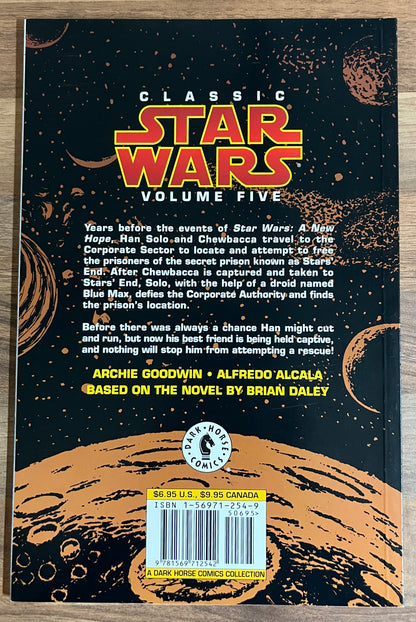 CLASSIC
STAR
WARS
VOLUME FIVE
Years before the events of Star Wars: A New
Hope, Han Solo and Chewbacca travel to the
Corporate Sector to locate and attempt to free
the prisoners of the secret prison known as Stars'
End. After Chewbacca is captured and taken to
Stars' End, Solo, with the help of a droid named
Blue Max, defies the Corporate Authority and finds
the prison's location.
Before there was always a chance Han might cut
and run, but now his best friend is being held captive,
and nothing will stop him from attempting a rescue!
ARCHIE GOODWIN • ALFREDO ALCALA
BASED ON THE NOVEL BY BRIAN DALEY
DARK HORSE
COMICS
$6.95 U.S., $9.95 CANADA
ISBN 1-56971-254-9
50695>
9 781569 712542
A DARK HORSE COMICS COLLECTION